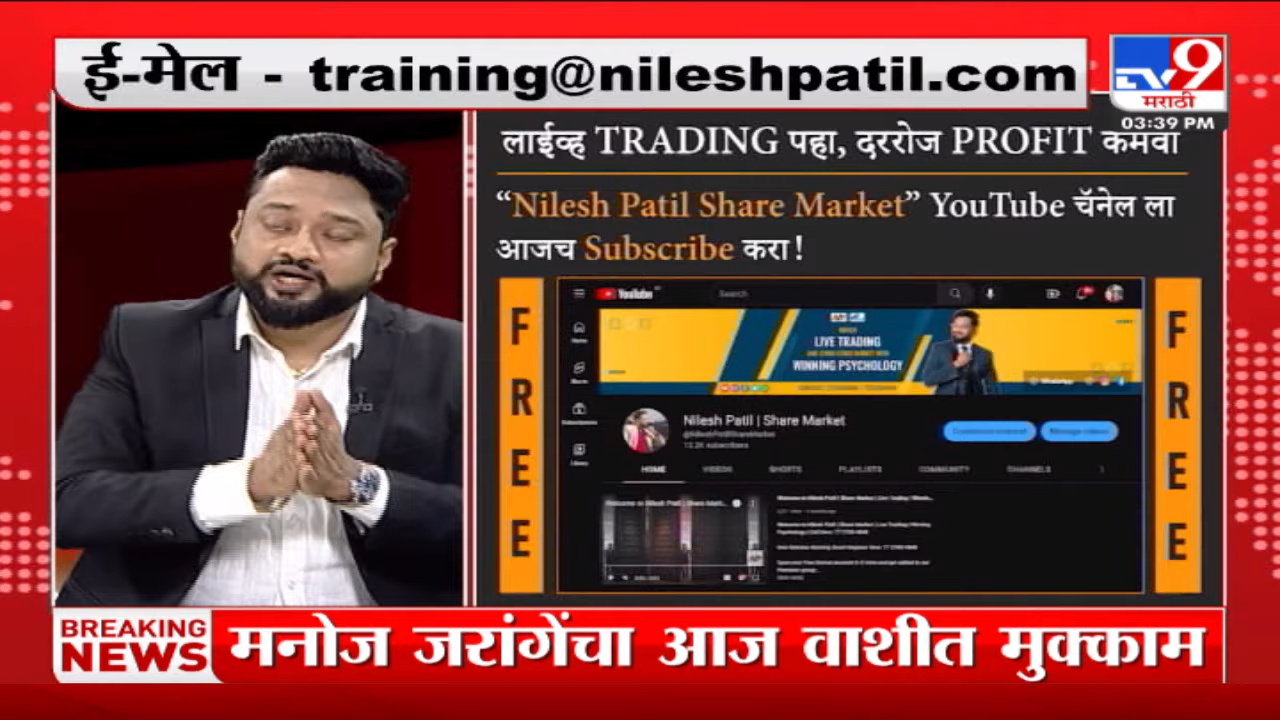 ई-मेल - training@nileshpatil.com
TV9
मराठी
03:39 PM
लाईव्ह TRADING पहा, दररोज PROFIT कमवा
“Nilesh Patil Share Market” YouTube चॅनेल ला
आजच Subscribe करा!
FREE
YouTube
Search
LIVE TRADING
WINNING PSYCHOLOGY
Nilesh Patil | Share Market
HOME VIDEOS SHORTS PLAYLISTS COMMUNITY CHANNELS
FREE
BREAKING
NEWS
मनोज जरांगेंचा आज वाशीत मुक्काम